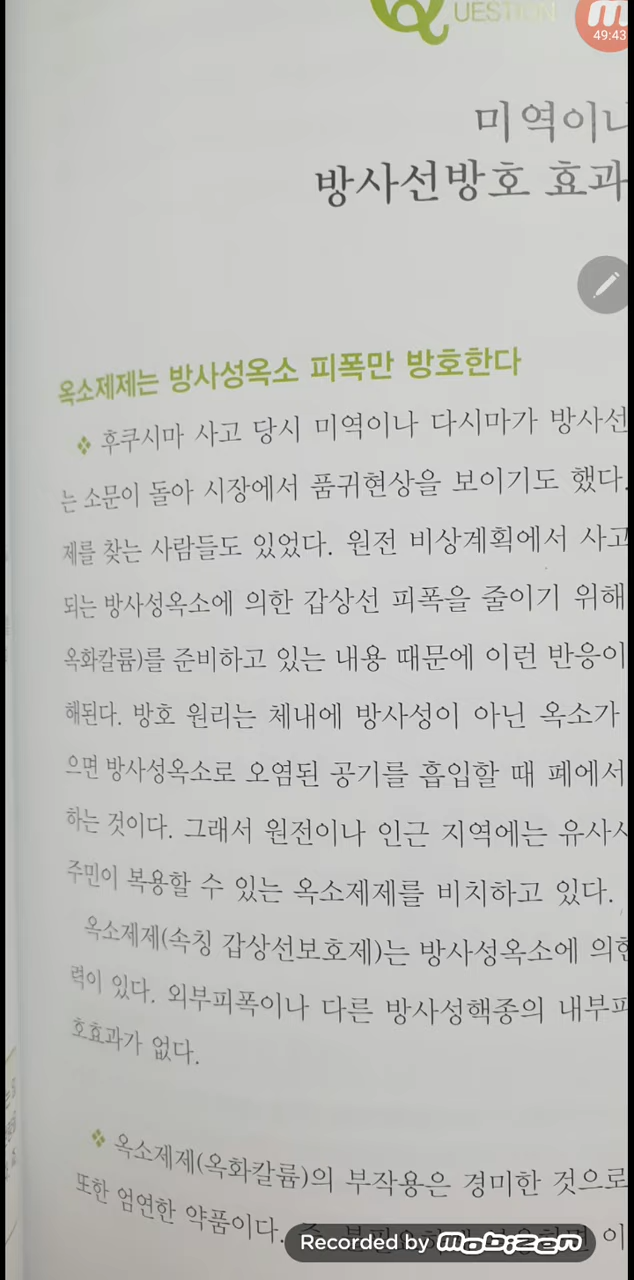 QUESTION
49:43
미역이나
방사선방호 효과
옥소제제는 방사성옥소 피폭만 방호한다
❖ 후쿠시마 사고 당시 미역이나 다시마가 방사선
는 소문이 돌아 시장에서 품귀현상을 보이기도 했다.
제를 찾는 사람들도 있었다. 원전 비상계획에서 사고
되는 방사성옥소에 의한 갑상선 피폭을 줄이기 위해
옥화칼륨)를 준비하고 있는 내용 때문에 이런 반응이
해된다. 방호 원리는 체내에 방사성이 아닌 옥소가
으면 방사성옥소로 오염된 공기를 흡입할 때 폐에서
하는 것이다. 그래서 원전이나 인근 지역에는 유사시
주민이 복용할 수 있는 옥소제제를 비치하고 있다.
옥소제제(속칭 갑상선보호제)는 방사성옥소에 의한
력이 있다. 외부피폭이나 다른 방사성핵종의 내부피
호효과가 없다.
❖ 옥소제제(옥화칼륨)의 부작용은 경미한 것으로
또한 엄연한 약품이다. 이
Recorded by mobizen